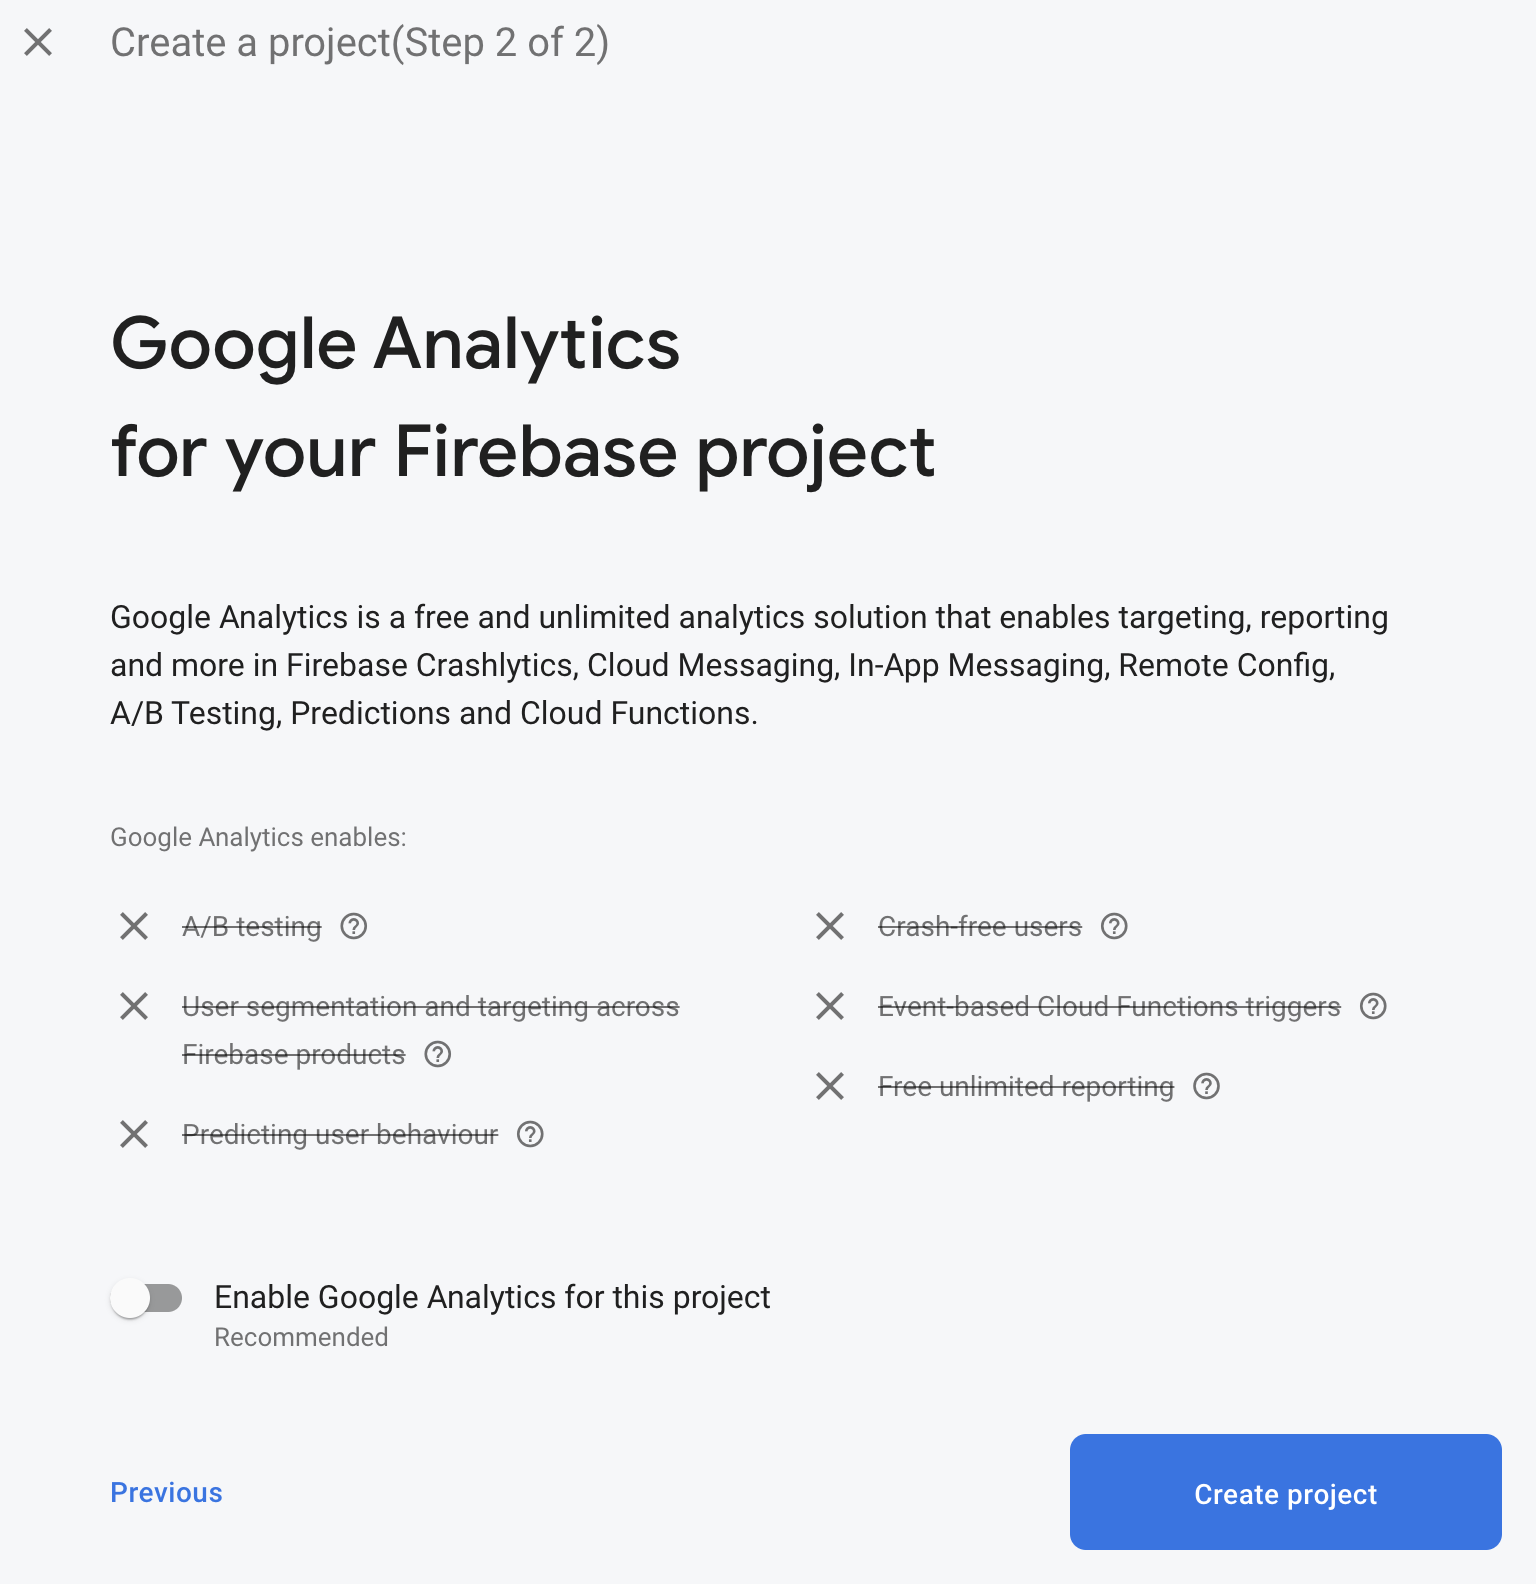 Create a project(Step 2 of 2)
Google Analytics
for your Firebase project
Google Analytics is a free and unlimited analytics solution that enables targeting, reporting
and more in Firebase Crashlytics, Cloud Messaging, In-App Messaging, Remote Config,
A/B Testing, Predictions and Cloud Functions.
Google Analytics enables:
A/B testing
User segmentation and targeting across
Firebase products
Predicting user behaviour
Crash-free users
Event-based Cloud Functions triggers
Free unlimited reporting
Enable Google Analytics for this project
Recommended
Previous
Create project